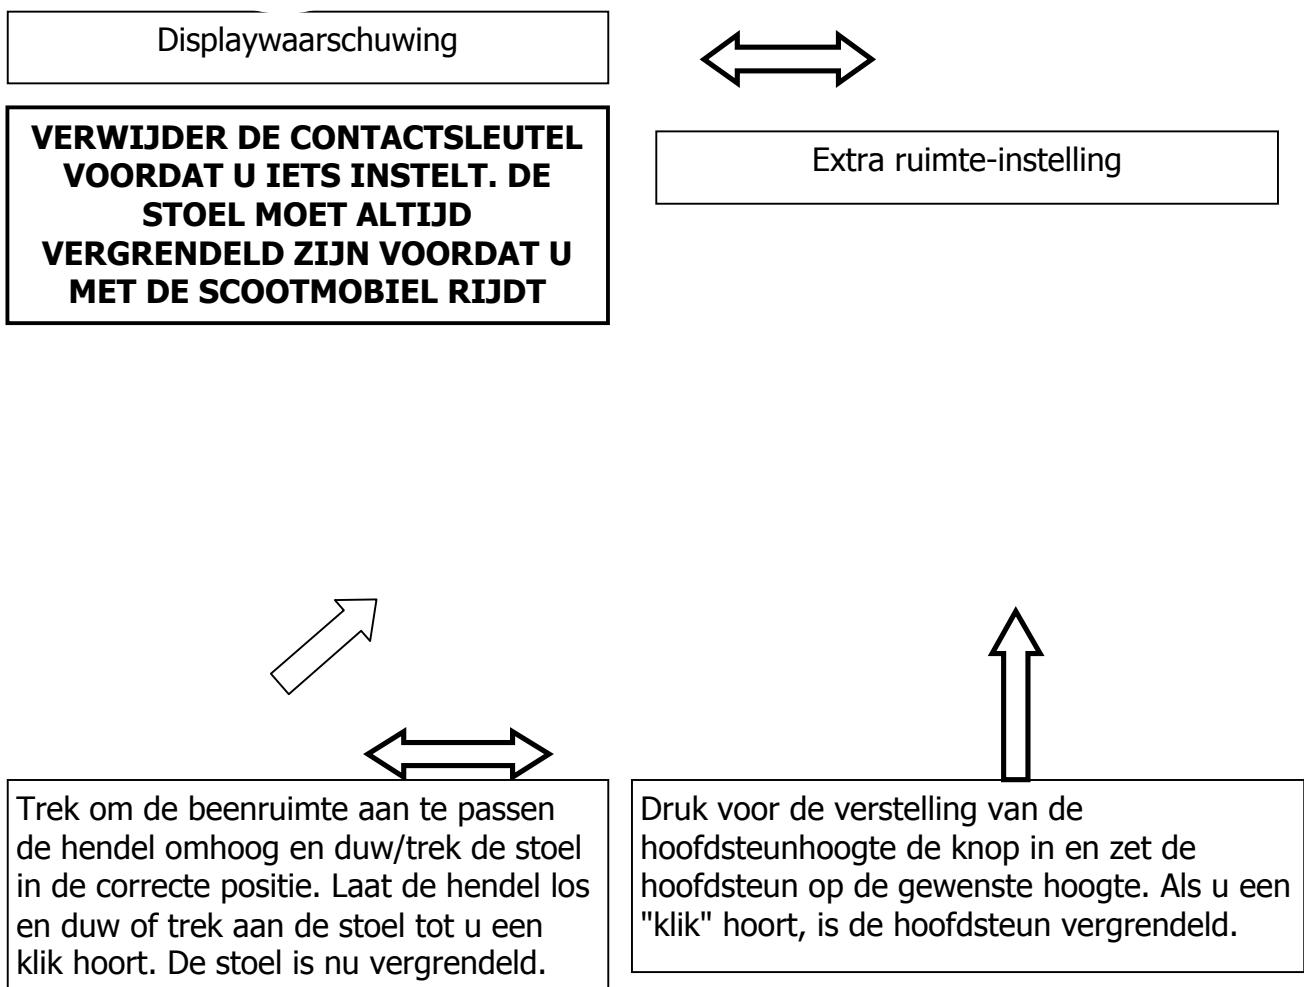 Displaywaarschuwing
VERWIJDER DE CONTACTSLEUTEL
VOORDAT U IETS INSTELT. DE
STOEL MOET ALTIJD
VERGRENDELD ZIJN VOORDAT U
MET DE SCOOTMOBIEL RIJDT
Extra ruimte-instelling
Trek om de beenruimte aan te passen
de hendel omhoog en duw/trek de stoel
in de correcte positie. Laat de hendel los
en duw of trek aan de stoel tot u een
klik hoort. De stoel is nu vergrendeld.
Druk voor de verstelling van de
hoofdsteunhoogte de knop in en zet de
hoofdsteun op de gewenste hoogte. Als u een
"klik" hoort, is de hoofdsteun vergrendeld.